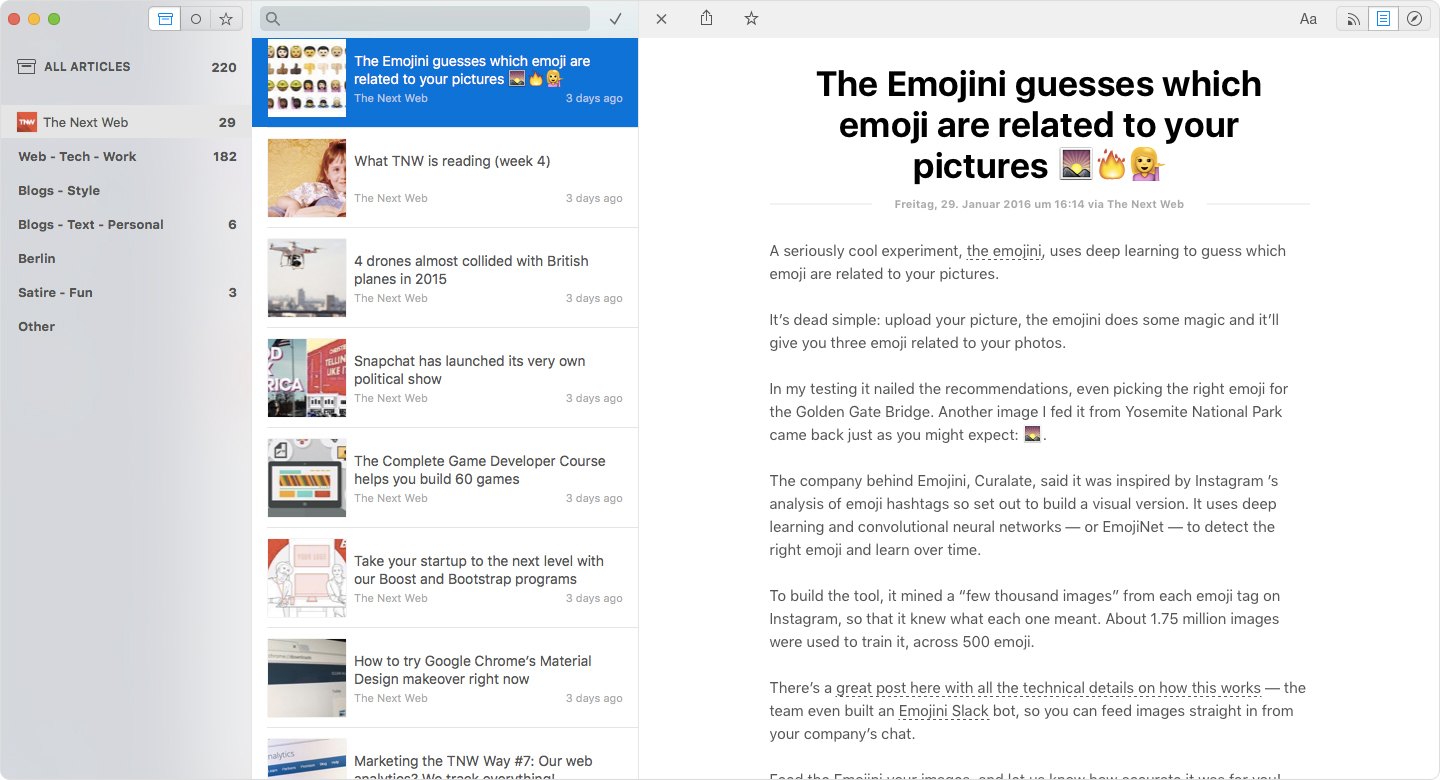 ALL ARTICLES 220
TNW The Next Web 29
Web - Tech - Work 182
Blogs - Style
Blogs - Text - Personal 6
Berlin
Satire - Fun 3
Other
The Emojini guesses which emoji are
related to your pictures 🌄🔥💁
The Next Web 3 days ago
What TNW is reading (week 4)
The Next Web 3 days ago
4 drones almost collided with British
planes in 2015
The Next Web 3 days ago
Snapchat has launched its very own
political show
The Next Web 3 days ago
The Complete Game Developer Course
helps you build 60 games
The Next Web 3 days ago
YOUR LOGO
Take your startup to the next level with
our Boost and Bootstrap programs
The Next Web 3 days ago
How to try Google Chrome’s Material
Design makeover right now
The Next Web 3 days ago
nalytics
Marketing the TNW Way #7: Our web
analytics? We track everything!
Aa
The Emojini guesses which
emoji are related to your
pictures 🌄🔥💁
Freitag, 29. Januar 2016 um 16:14 via The Next Web
A seriously cool experiment, the emojini, uses deep learning to guess which
emoji are related to your pictures.
It’s dead simple: upload your picture, the emojini does some magic and it’ll
give you three emoji related to your photos.
In my testing it nailed the recommendations, even picking the right emoji for
the Golden Gate Bridge. Another image I fed it from Yosemite National Park
came back just as you might expect: 🌄.
The company behind Emojini, Curalate, said it was inspired by Instagram ’s
analysis of emoji hashtags so set out to build a visual version. It uses deep
learning and convolutional neural networks — or EmojiNet — to detect the
right emoji and learn over time.
To build the tool, it mined a “few thousand images” from each emoji tag on
Instagram, so that it knew what each one meant. About 1.75 million images
were used to train it, across 500 emoji.
There’s a great post here with all the technical details on how this works — the
team even built an Emojini Slack bot, so you can feed images straight in from
your company’s chat.
Feed the Emojini your images, and let us know how accurate it was for you!